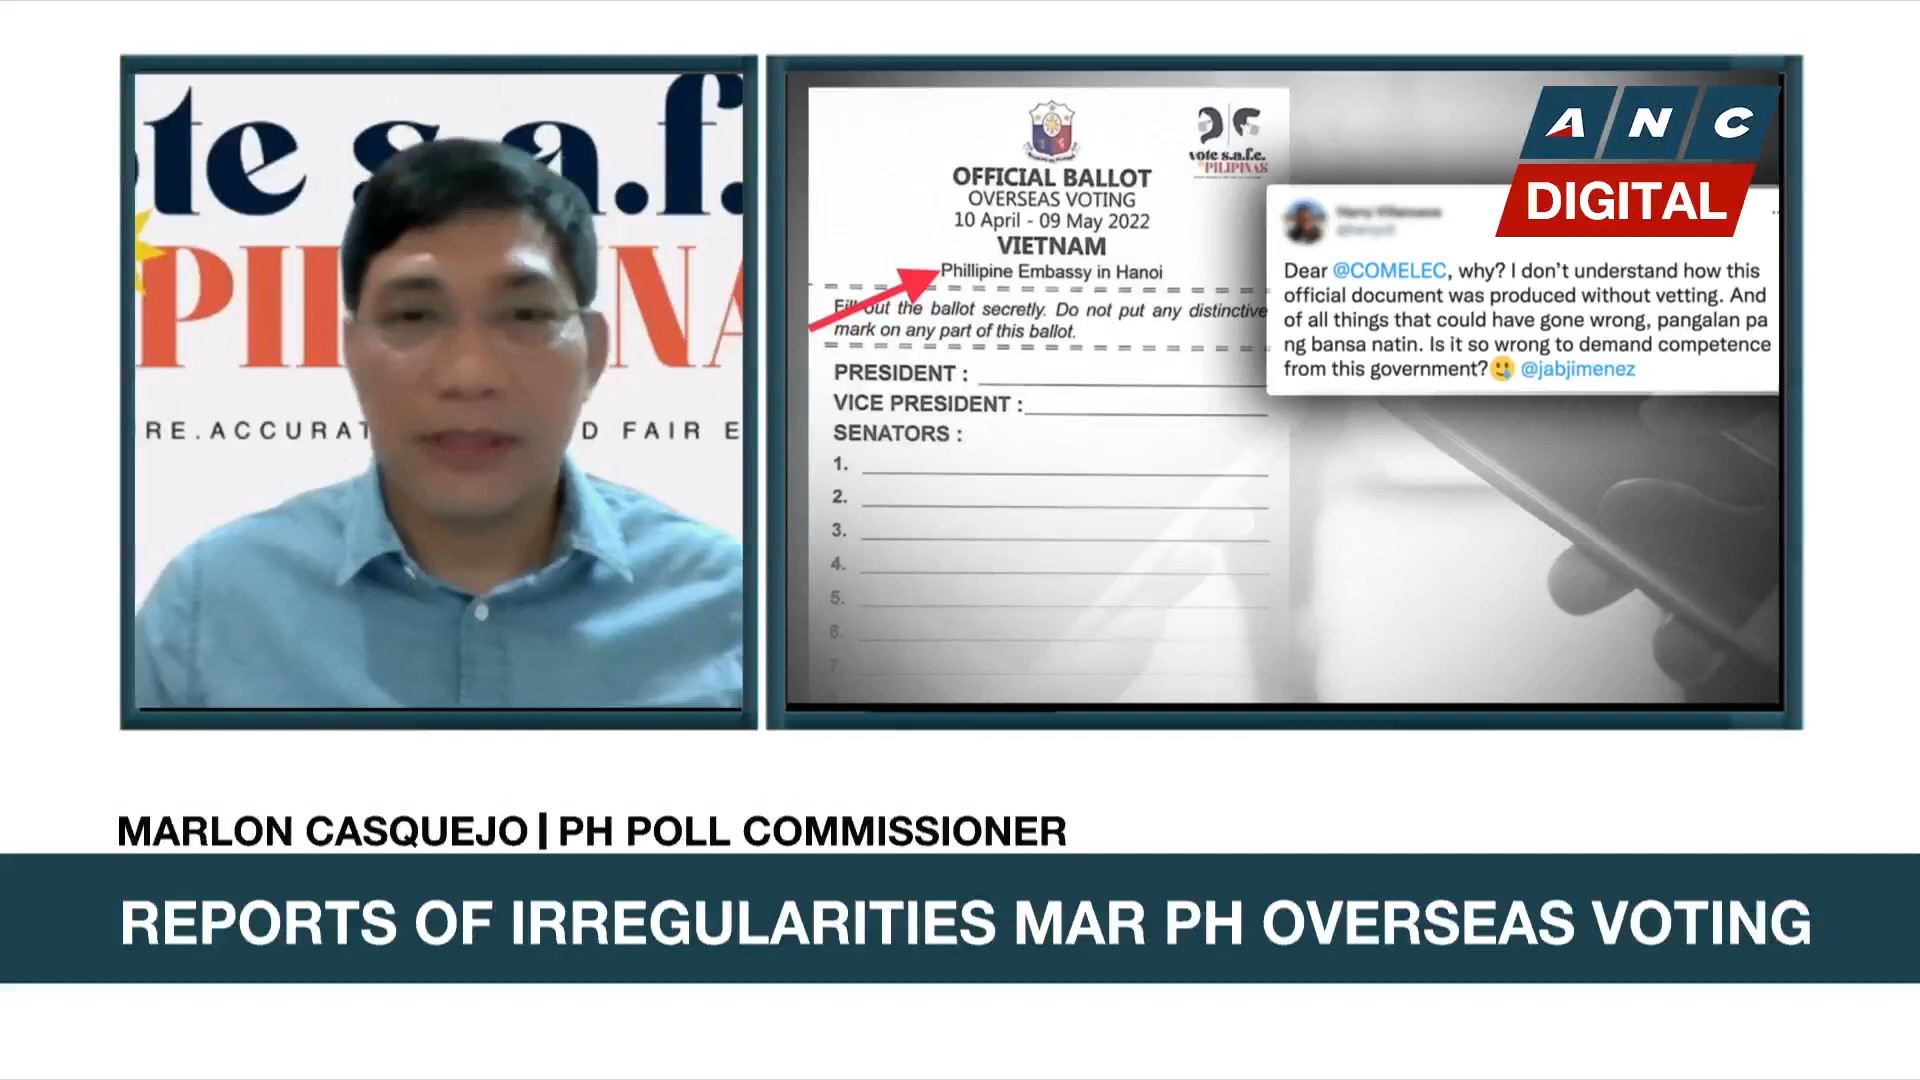 te s.a.f.
PILIPINA
RE.ACCURAT D FAIR E
OFFICIAL BALLOT
OVERSEAS VOTING
10 April - 09 May 2022
VIETNAM
Phillipine Embassy in Hanoi
Fill out the ballot secretly. Do not put any distinctive
mark on any part of this ballot.
PRESIDENT :
VICE PRESIDENT :
SENATORS :
1.
2.
3.
4.
5.
6.
7.
vote s.a.f.e.
PILIPINAS
ANC
DIGITAL
Dear @COMELEC, why? I don't understand how this
official document was produced without vetting. And
of all things that could have gone wrong, pangalan pa
ng bansa natin. Is it so wrong to demand competence
from this government?🥲 @jabjimenez
MARLON CASQUEJO | PH POLL COMMISSIONER
REPORTS OF IRREGULARITIES MAR PH OVERSEAS VOTING